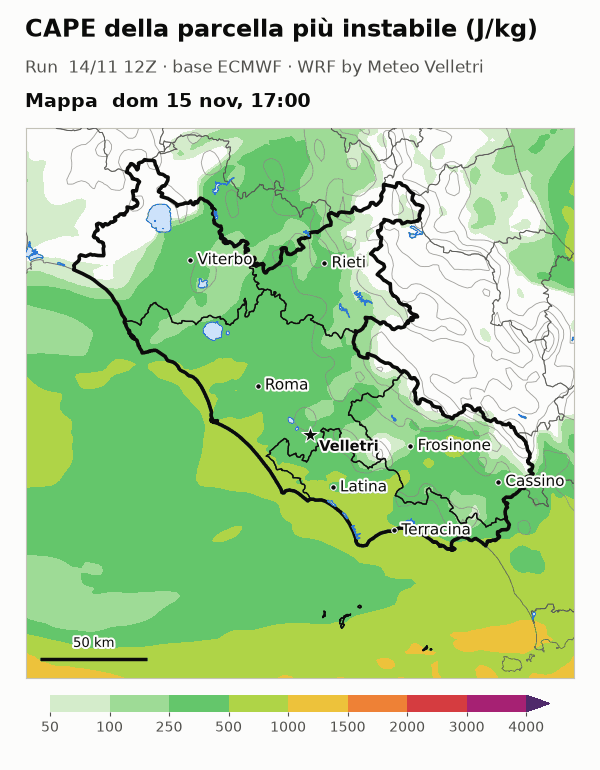 CAPE della parcella più instabile (J/kg)
Run  14/11 12Z · base ECMWF · WRF by Meteo Velletri
Mappa  dom 15 nov, 17:00
Viterbo
Rieti
Roma
Velletri
Frosinone
Latina
Cassino
Terracina
50 km
50 100 250 500 1000 1500 2000 3000 4000